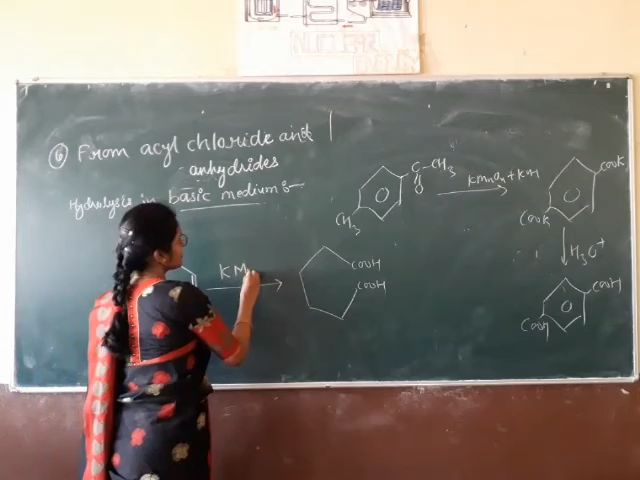 NUCLEAR
⑥ From acyl chloride and
anhydrides
Hydrolysis in basic medium :-
C-CH3
O
CH3
KMnO4 + KOH
COOK
COOK
H3O+
COOH
COOH
KM
COOH
COOH